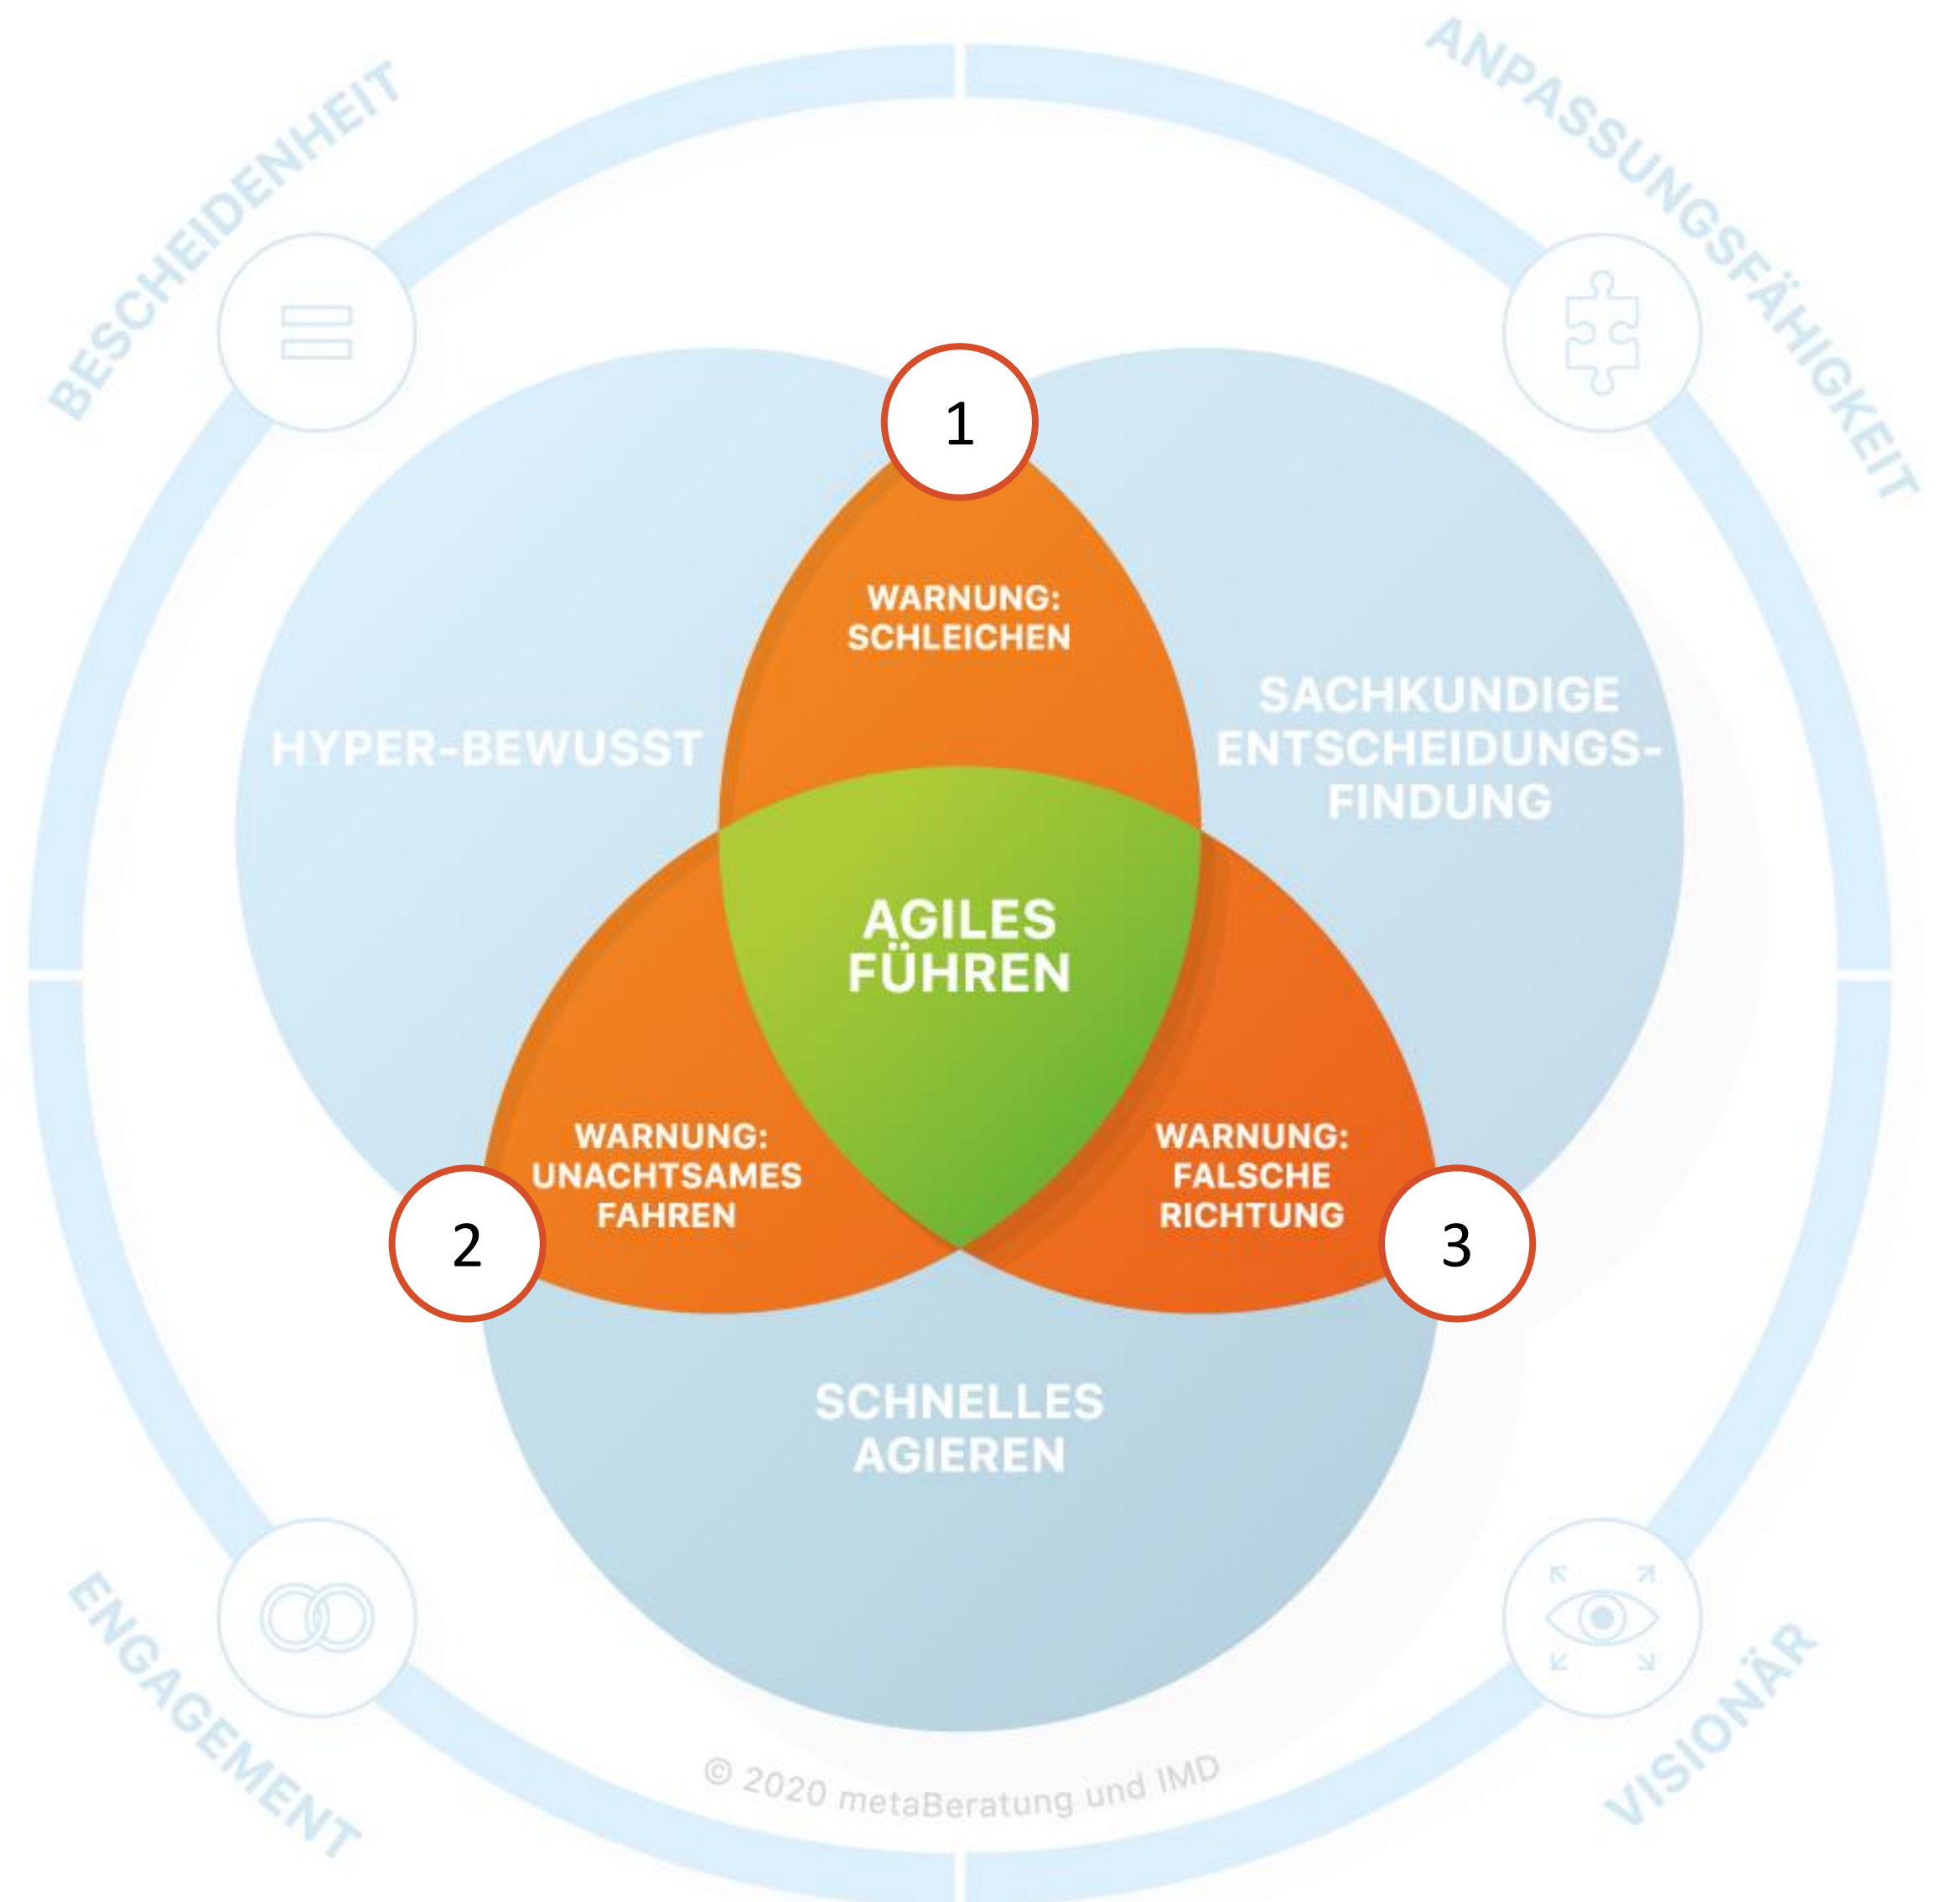 BESCHEIDENHEIT
ANPASSUNGSFÄHIGKEIT
1
WARNUNG:
SCHLEICHEN
HYPER-BEWUSST
SACHKUNDIGE
ENTSCHEIDUNGS-
FINDUNG
AGILES
FÜHREN
WARNUNG:
UNACHTSAMES
FAHREN
2
WARNUNG:
FALSCHE
RICHTUNG
3
SCHNELLES
AGIEREN
ENGAGEMENT
VISIONÄR
© 2020 metaBeratung und IMD